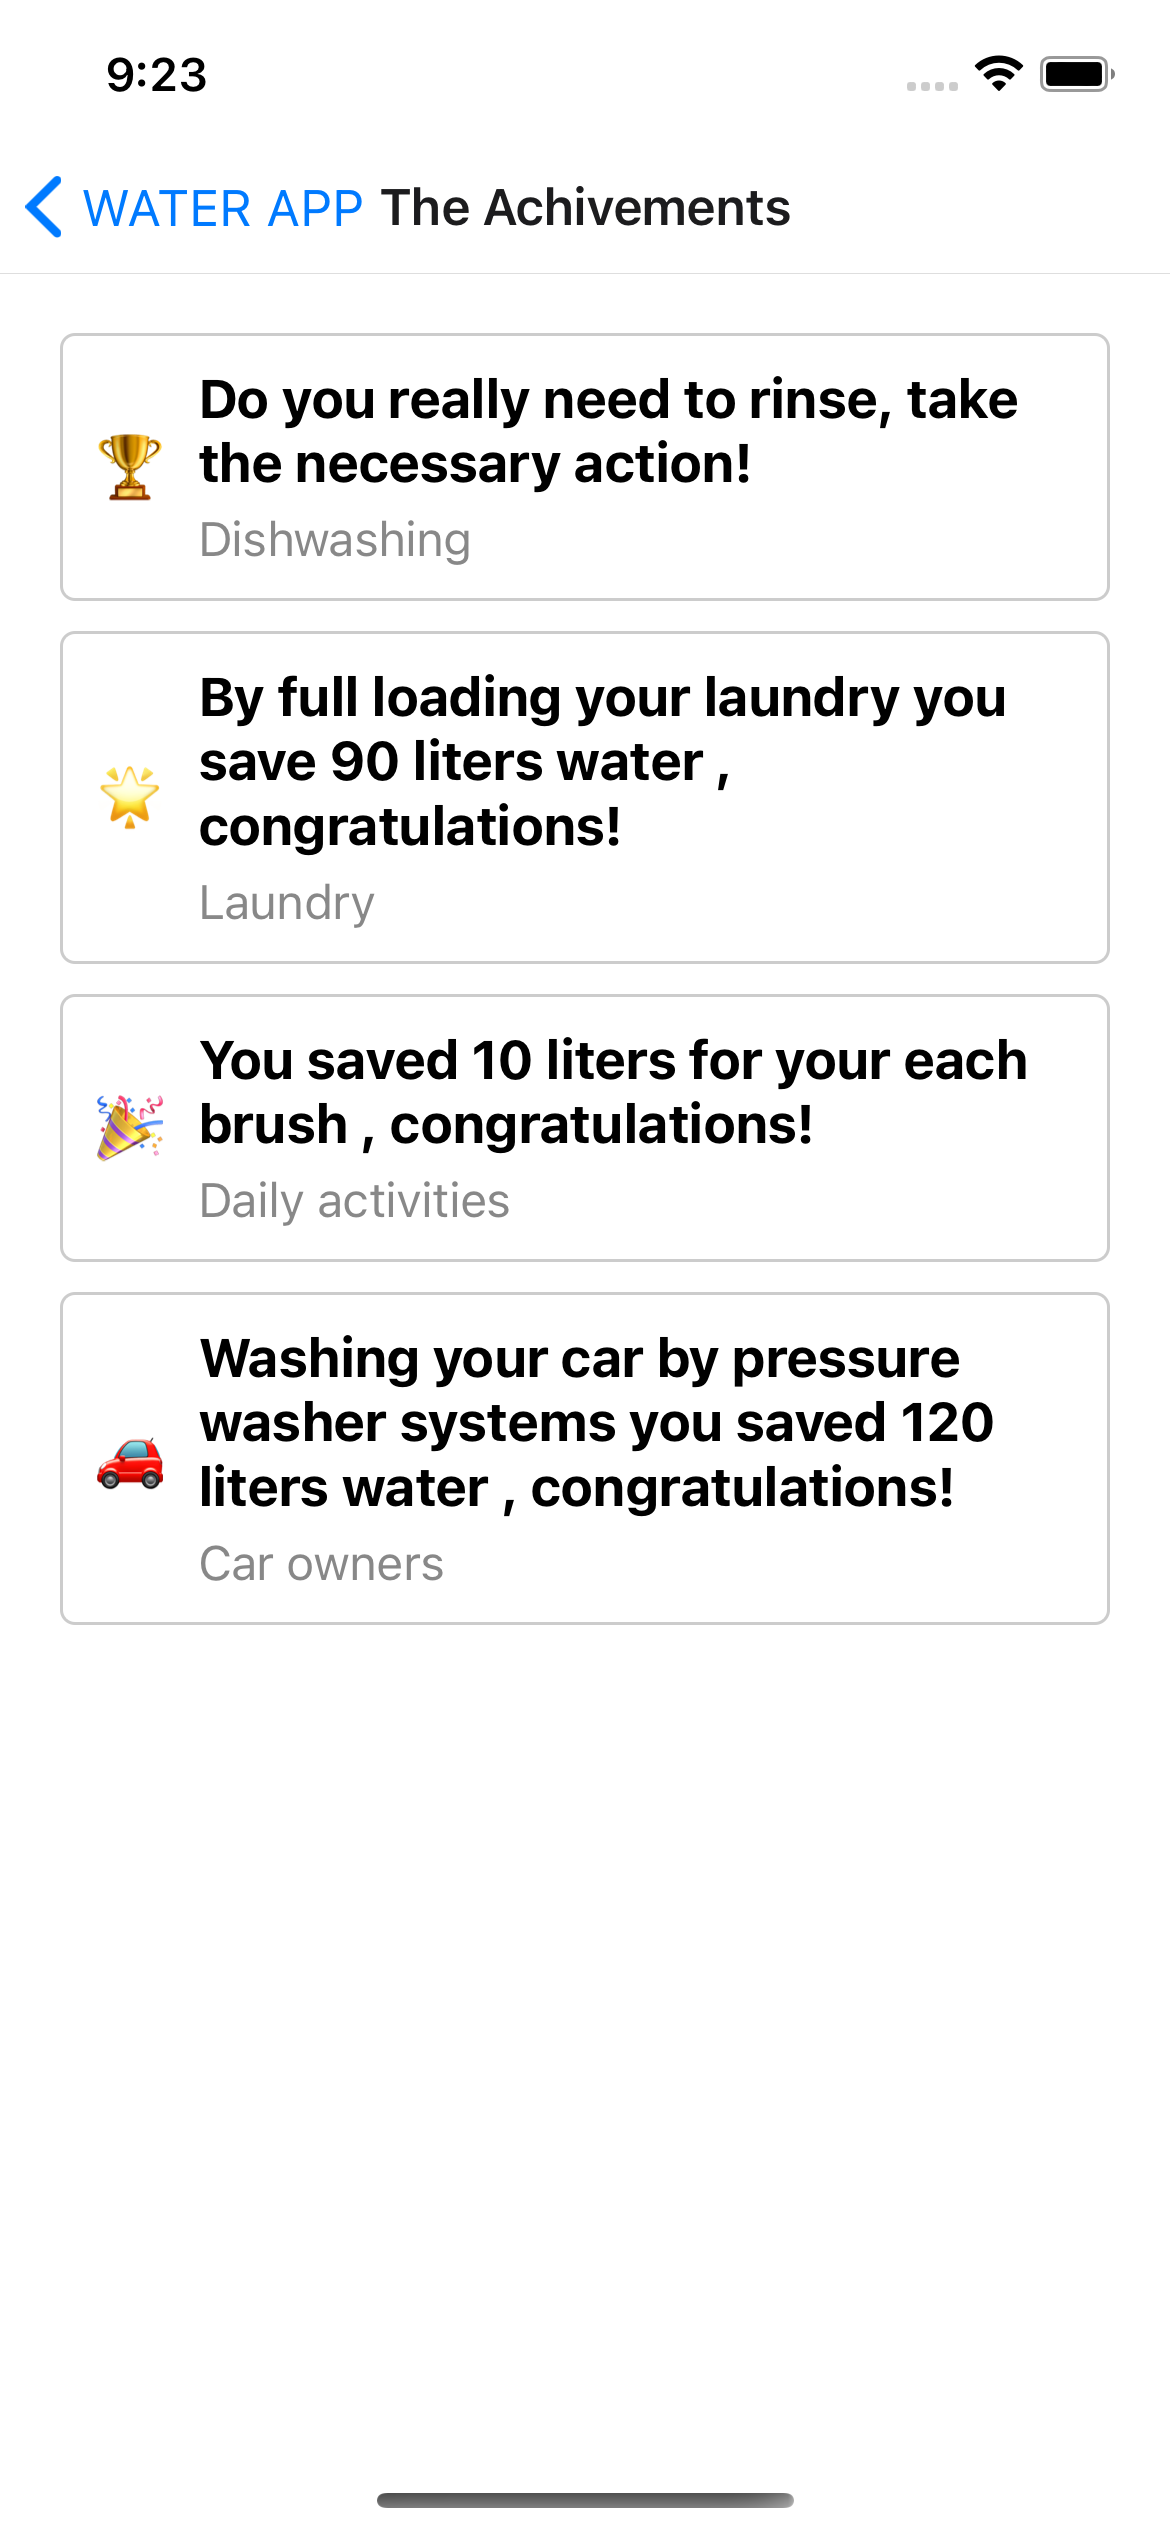 9:23
WATER APP The Achivements
Do you really need to rinse, take
the necessary action!
Dishwashing
By full loading your laundry you
save 90 liters water ,
congratulations!
Laundry
You saved 10 liters for your each
brush , congratulations!
Daily activities
Washing your car by pressure
washer systems you saved 120
liters water , congratulations!
Car owners